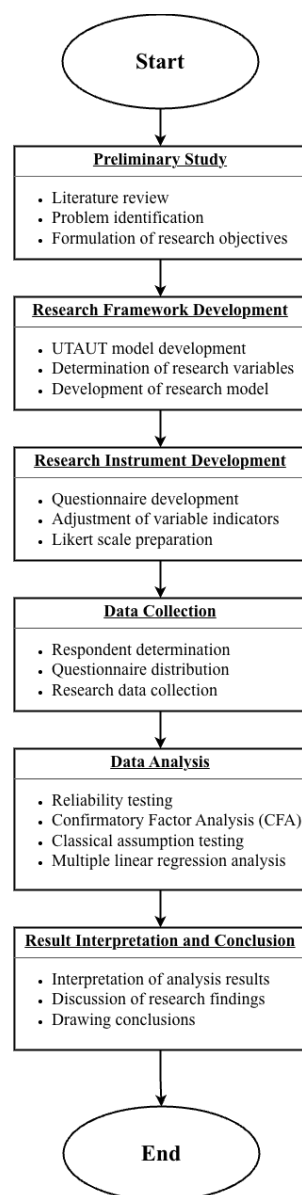 Start
Preliminary Study
• Literature review
• Problem identification
• Formulation of research objectives
Research Framework Development
• UTAUT model development
• Determination of research variables
• Development of research model
Research Instrument Development
• Questionnaire development
• Adjustment of variable indicators
• Likert scale preparation
Data Collection
• Respondent determination
• Questionnaire distribution
• Research data collection
Data Analysis
• Reliability testing
• Confirmatory Factor Analysis (CFA)
• Classical assumption testing
• Multiple linear regression analysis
Result Interpretation and Conclusion
• Interpretation of analysis results
• Discussion of research findings
• Drawing conclusions
End